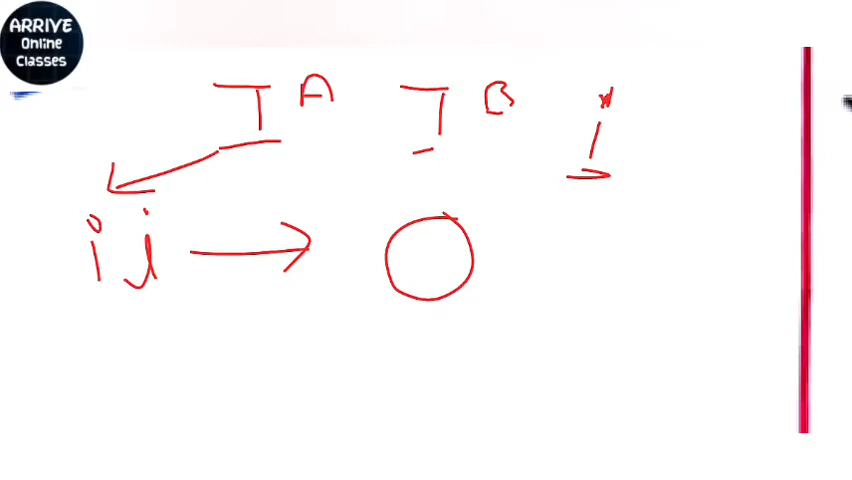 ARRIVE
Online
Classes
I A I B i
i j